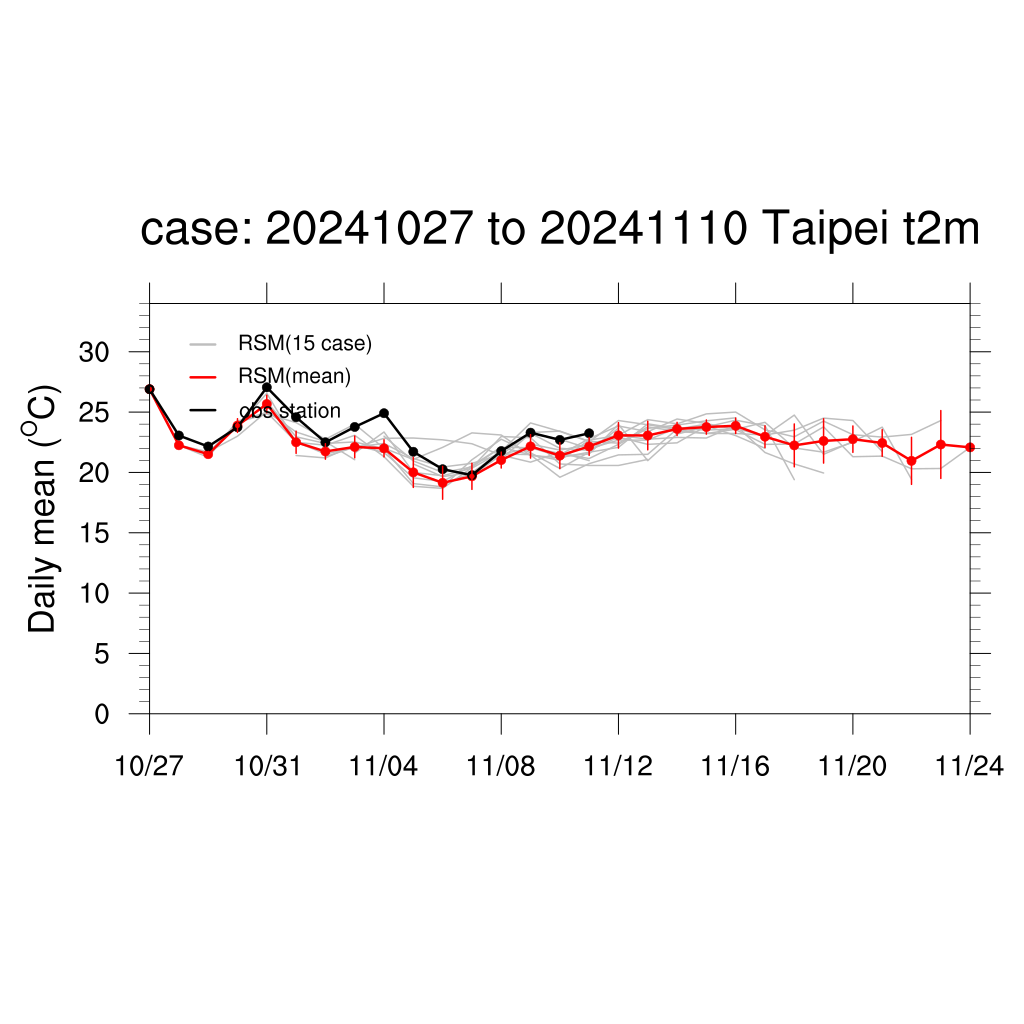 case: 20241027 to 20241110 Taipei t2m
RSM(15 case)
RSM(mean)
obs station
Daily mean (°C)
30
25
20
15
10
5
0
10/27 10/31 11/04 11/08 11/12 11/16 11/20 11/24